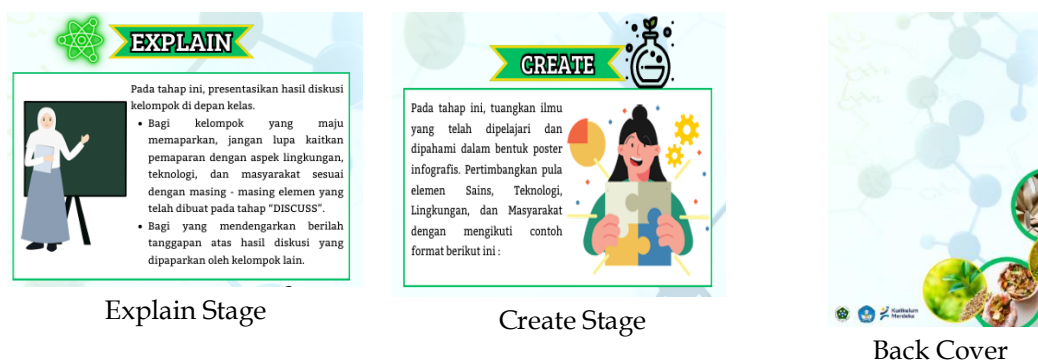 EXPLAIN
Pada tahap ini, presentasikan hasil diskusi
kelompok di depan kelas.
• Bagi kelompok yang maju
memaparkan, jangan lupa kaitkan
pemaparan dengan aspek lingkungan,
teknologi, dan masyarakat sesuai
dengan masing - masing elemen yang
telah dibuat pada tahap “DISCUSS”.
• Bagi yang mendengarkan berilah
tanggapan atas hasil diskusi yang
dipaparkan oleh kelompok lain.
Explain Stage
CREATE
Pada tahap ini, tuangkan ilmu
yang telah dipelajari dan
dipahami dalam bentuk poster
infografis. Pertimbangkan pula
elemen Sains, Teknologi,
Lingkungan, dan Masyarakat
dengan mengikuti contoh
format berikut ini :
Create Stage
Kurikulum
Merdeka
Back Cover